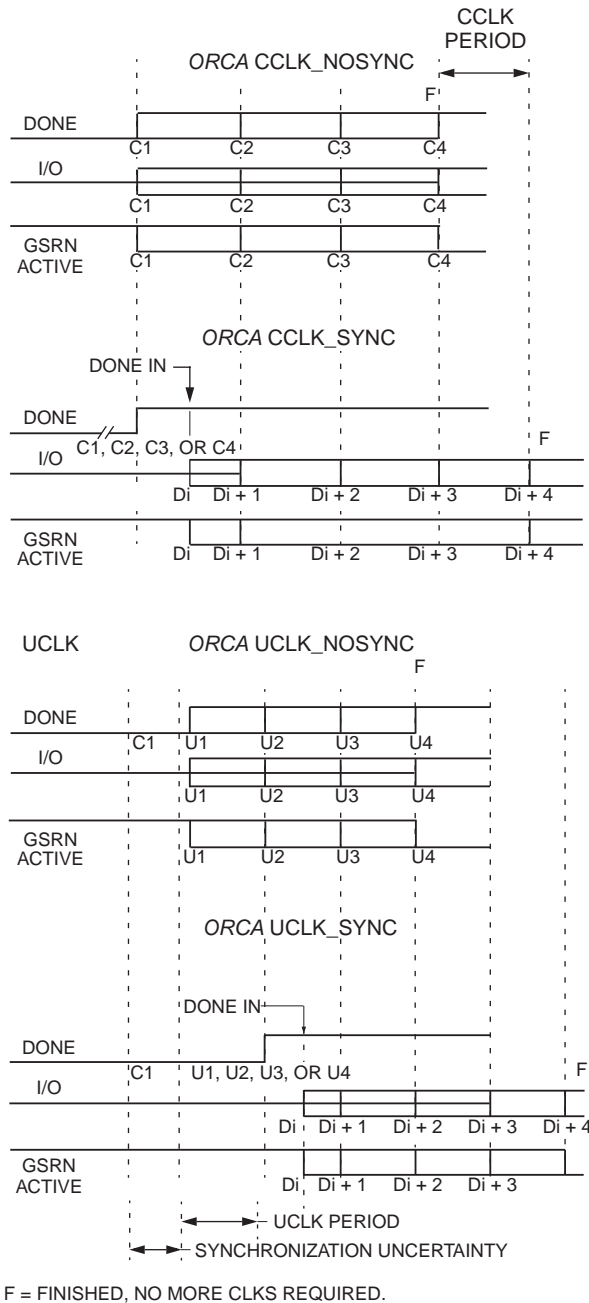 CCLK
PERIOD
ORCA CCLK_NOSYNC
F
DONE
C1 C2 C3 C4
I/O
C1 C2 C3 C4
GSRN
ACTIVE
C1 C2 C3 C4
ORCA CCLK_SYNC
DONE IN
DONE
C1, C2, C3, OR C4
F
I/O
Di Di + 1 Di + 2 Di + 3 Di + 4
GSRN
ACTIVE
Di Di + 1 Di + 2 Di + 3 Di + 4
UCLK ORCA UCLK_NOSYNC
F
DONE
C1 U1 U2 U3 U4
I/O
U1 U2 U3 U4
GSRN
ACTIVE
U1 U2 U3 U4
ORCA UCLK_SYNC
DONE IN
DONE
C1 U1, U2, U3, OR U4
F
I/O
Di Di + 1 Di + 2 Di + 3 Di + 4
GSRN
ACTIVE
Di Di + 1 Di + 2 Di + 3
UCLK PERIOD
SYNCHRONIZATION UNCERTAINTY
F = FINISHED, NO MORE CLKS REQUIRED.